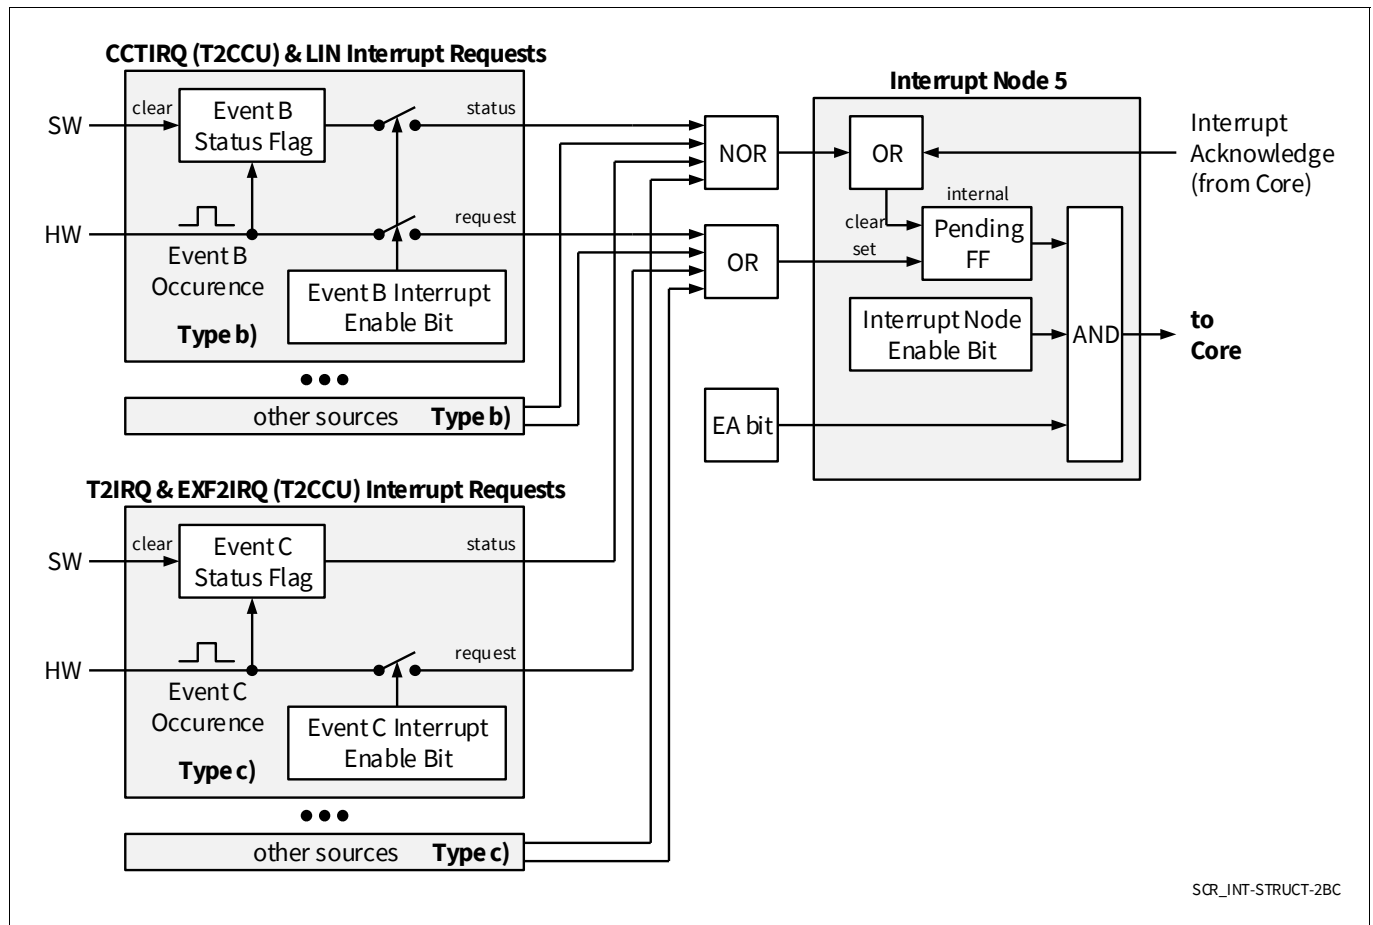 CCTIRQ (T2CCU) & LIN Interrupt Requests
SW
clear
Event B
Status Flag
status
HW
Event B
Occurence
request
Event B Interrupt
Enable Bit
Type b)
•••
other sources Type b)
T2IRQ & EXF2IRQ (T2CCU) Interrupt Requests
SW
clear
Event C
Status Flag
status
HW
Event C
Occurence
request
Event C Interrupt
Enable Bit
Type c)
•••
other sources Type c)
NOR
OR
EA bit
Interrupt Node 5
OR
internal
clear
set
Pending
FF
Interrupt Node
Enable Bit
AND
Interrupt
Acknowledge
(from Core)
to
Core
SCR_INT-STRUCT-2BC